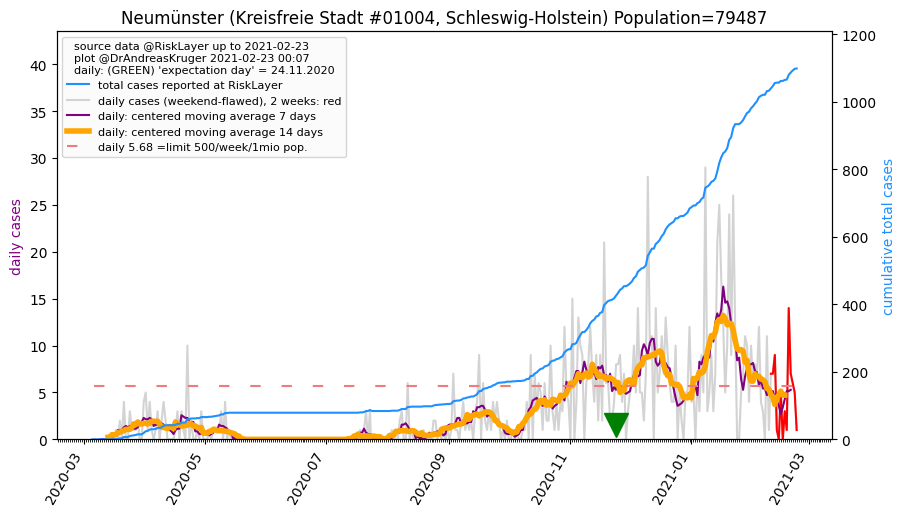 Neumünster (Kreisfreie Stadt #01004, Schleswig-Holstein) Population=79487
source data @RiskLayer up to 2021-02-23
plot @DrAndreasKruger 2021-02-23 00:07
daily: (GREEN) 'expectation day' = 24.11.2020
total cases reported at RiskLayer
daily cases (weekend-flawed), 2 weeks: red
daily: centered moving average 7 days
daily: centered moving average 14 days
daily 5.68 =limit 500/week/1mio pop.
daily cases
40
35
30
25
20
15
10
5
0
cumulative total cases
1200
1000
800
600
400
200
0
2020-03
2020-05
2020-07
2020-09
2020-11
2021-01
2021-03